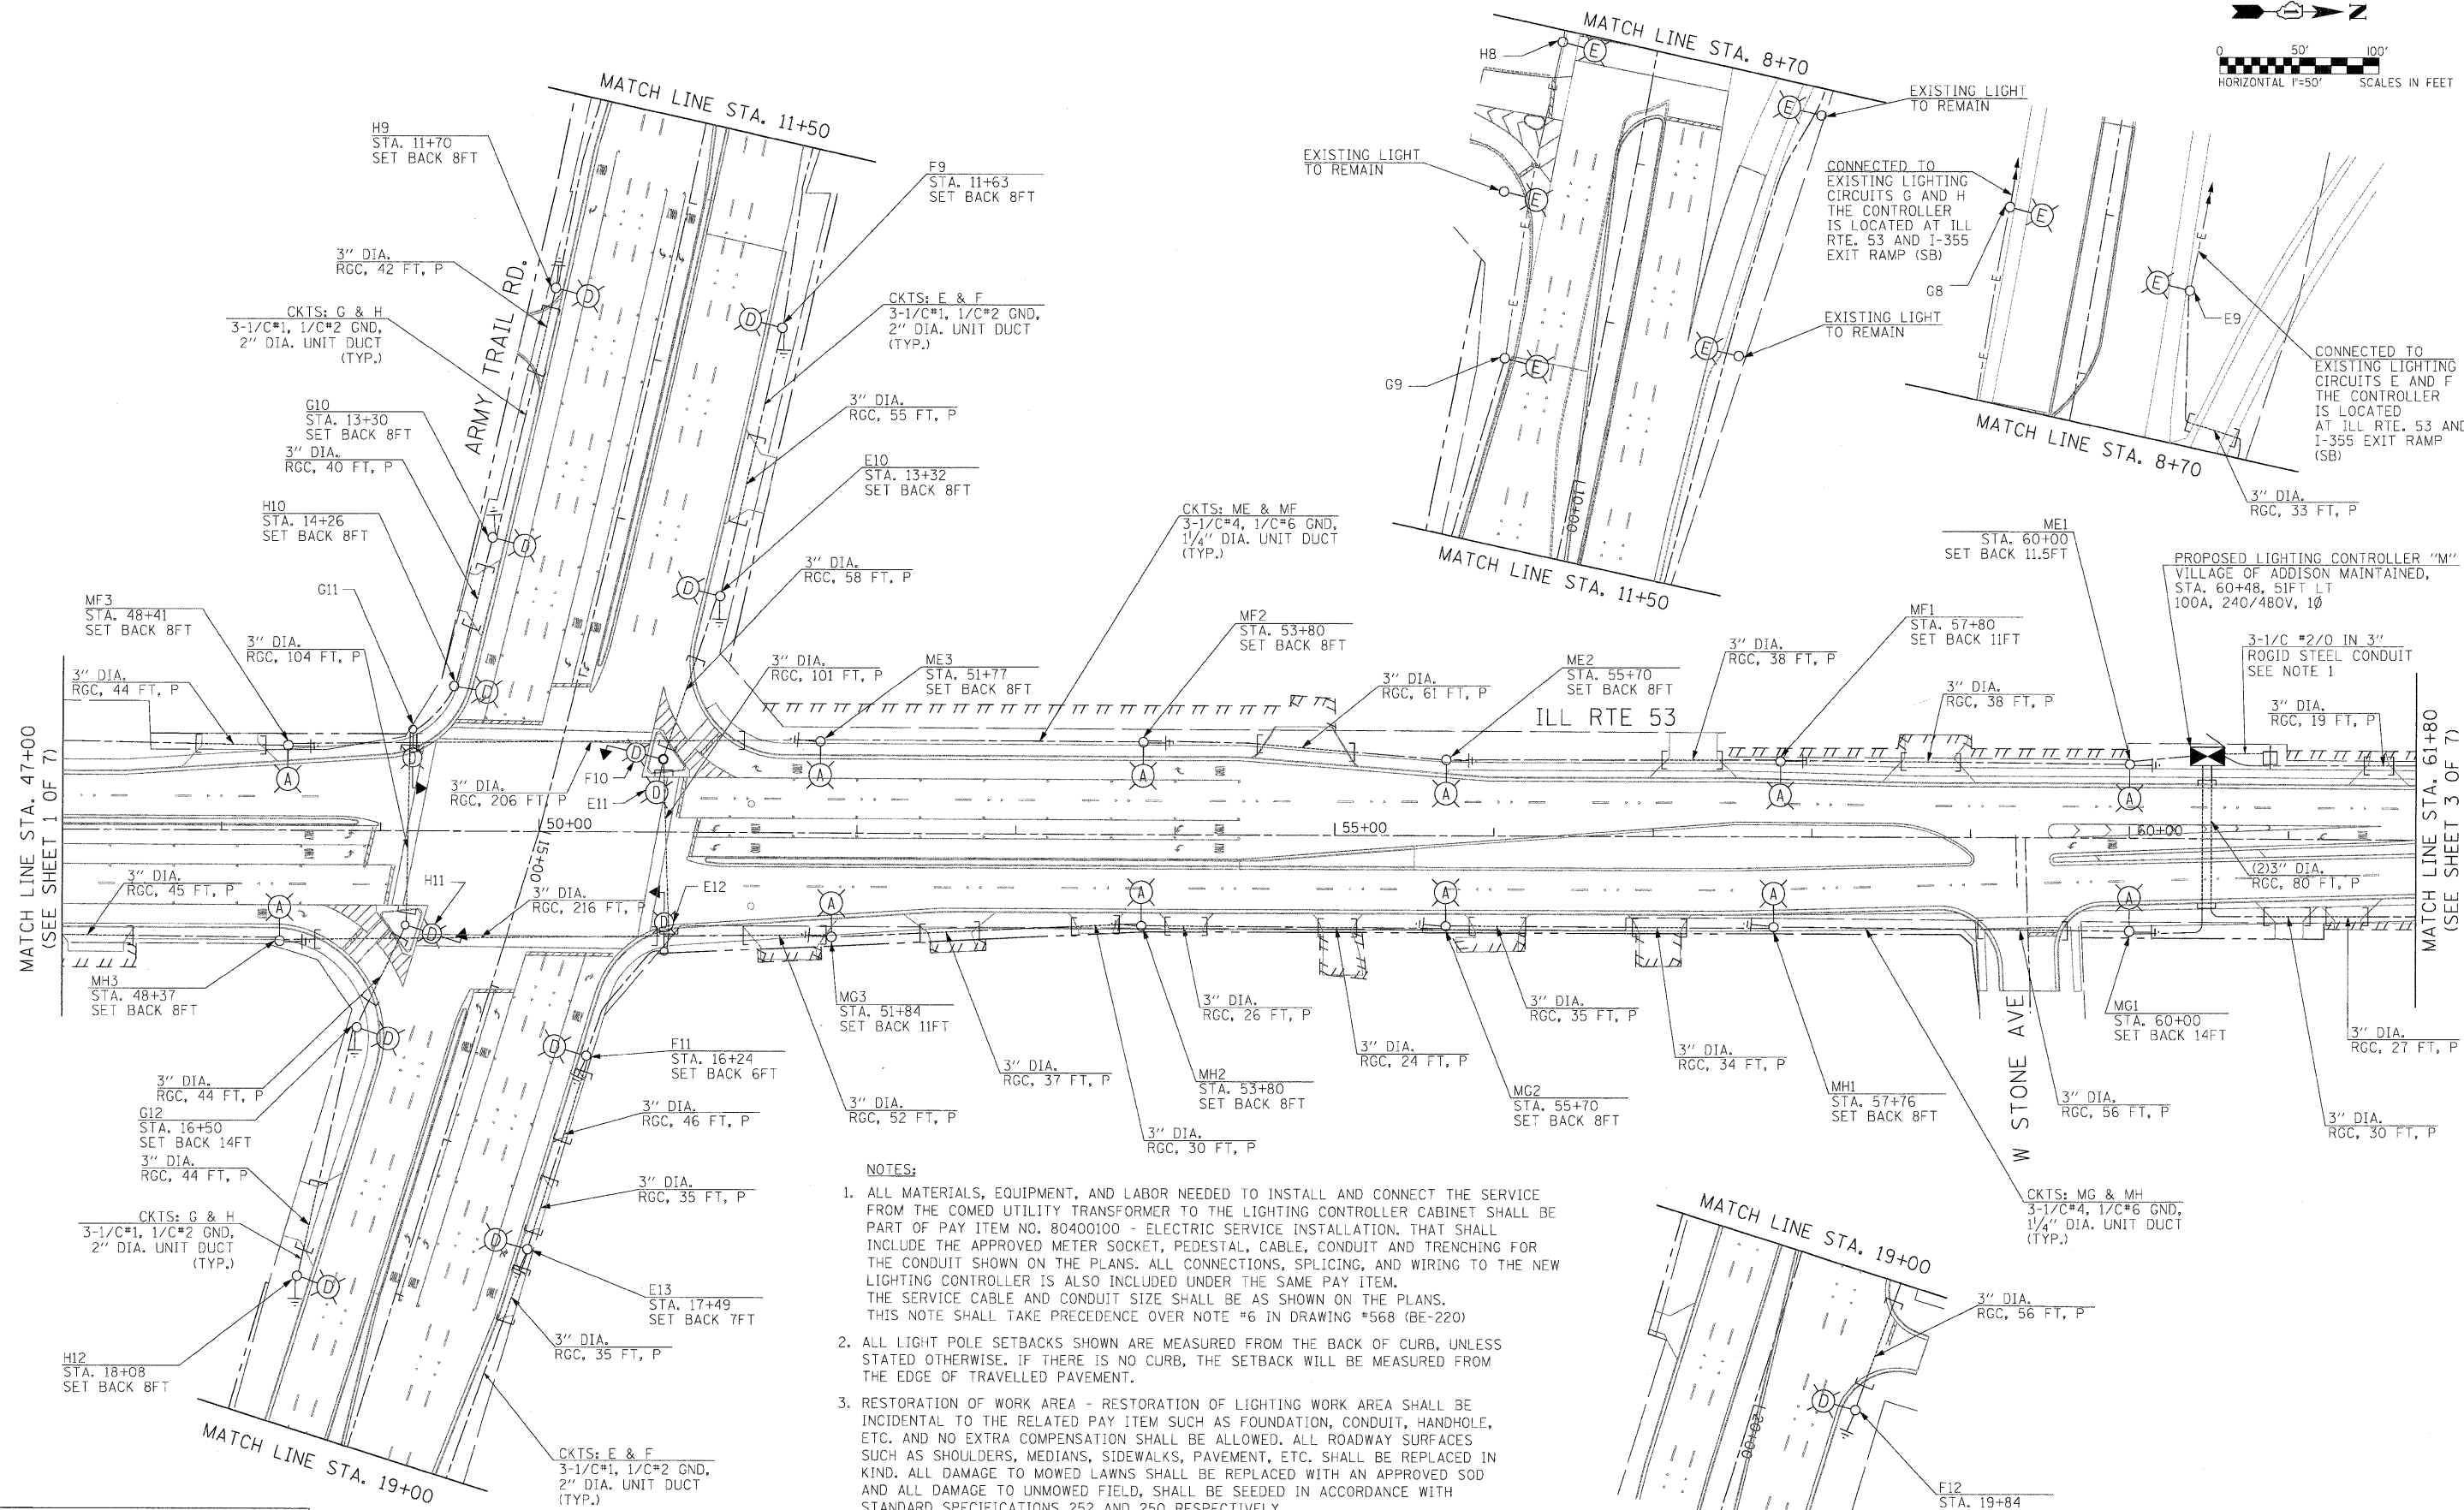 MATCH LINE STA. 11+50
H9
STA. 11+70
SET BACK 8FT
F9
STA. 11+63
SET BACK 8FT
3" DIA.
RGC, 42 FT, P
ARMY TRAIL RD.
CKTS: G & H
3-1/C#1, 1/C#2 GND,
2" DIA. UNIT DUCT
(TYP.)
CKTS: E & F
3-1/C#1, 1/C#2 GND,
2" DIA. UNIT DUCT
(TYP.)
G10
STA. 13+30
SET BACK 8FT
3" DIA.
RGC, 40 FT, P
3" DIA.
RGC, 55 FT, P
E10
STA. 13+32
SET BACK 8FT
H10
STA. 14+26
SET BACK 8FT
G11
3" DIA.
RGC, 58 FT, P
MF3
STA. 48+41
SET BACK 8FT
3" DIA.
RGC, 104 FT, P
3" DIA.
RGC, 44 FT, P
MATCH LINE STA. 8+70
H8
E
EXISTING LIGHT
TO REMAIN
E
EXISTING LIGHT
TO REMAIN
E
G9
E
EXISTING LIGHT
TO REMAIN
E
10+00
MATCH LINE STA. 11+50
N
0 50' 100'
HORIZONTAL 1"=50' SCALES IN FEET
CONNECTED TO
EXISTING LIGHTING
CIRCUITS G AND H
THE CONTROLLER
IS LOCATED AT ILL
RTE. 53 AND I-355
EXIT RAMP (SB)
G8
E
E
E9
CONNECTED TO
EXISTING LIGHTING
CIRCUITS E AND F
THE CONTROLLER
IS LOCATED
AT ILL RTE. 53 AND
I-355 EXIT RAMP
(SB)
MATCH LINE STA. 8+70
3" DIA.
RGC, 33 FT, P
CKTS: ME & MF
3-1/C#4, 1/C#6 GND,
1¼" DIA. UNIT DUCT
(TYP.)
ME1
STA. 60+00
SET BACK 11.5FT
PROPOSED LIGHTING CONTROLLER "M"
VILLAGE OF ADDISON MAINTAINED,
STA. 60+48, 51FT LT
100A, 240/480V, 1Ø
MF2
STA. 53+80
SET BACK 8FT
MF1
STA. 57+80
SET BACK 11FT
3-1/C #2/0 IN 3"
ROGID STEEL CONDUIT
SEE NOTE 1
3" DIA.
RGC, 101 FT, P
ME3
STA. 51+77
SET BACK 8FT
3" DIA.
RGC, 61 FT, P
ME2
STA. 55+70
SET BACK 8FT
3" DIA.
RGC, 38 FT, P
3" DIA.
RGC, 38 FT, P
3" DIA.
RGC, 19 FT, P
ILL RTE 53
MATCH LINE STA. 47+00
(SEE SHEET 1 OF 7)
MATCH LINE STA. 61+80
(SEE SHEET 3 OF 7)
F10
E11
3" DIA.
RGC, 206 FT, P
50+00
15+00
55+00
60+00
3" DIA.
RGC, 45 FT, P
H11
3" DIA.
RGC, 216 FT, P
E12
(2)3" DIA.
RGC, 80 FT, P
MH3
STA. 48+37
SET BACK 8FT
MG3
STA. 51+84
SET BACK 11FT
3" DIA.
RGC, 26 FT, P
3" DIA.
RGC, 35 FT, P
W STONE AVE
MG1
STA. 60+00
SET BACK 14FT
3" DIA.
RGC, 27 FT, P
F11
STA. 16+24
SET BACK 6FT
3" DIA.
RGC, 37 FT, P
3" DIA.
RGC, 24 FT, P
3" DIA.
RGC, 34 FT, P
3" DIA.
RGC, 44 FT, P
G12
STA. 16+50
SET BACK 14FT
3" DIA.
RGC, 44 FT, P
3" DIA.
RGC, 46 FT, P
3" DIA.
RGC, 52 FT, P
MH2
STA. 53+80
SET BACK 8FT
MG2
STA. 55+70
SET BACK 8FT
MH1
STA. 57+76
SET BACK 8FT
3" DIA.
RGC, 56 FT, P
3" DIA.
RGC, 30 FT, P
3" DIA.
RGC, 30 FT, P
3" DIA.
RGC, 35 FT, P
CKTS: G & H
3-1/C#1, 1/C#2 GND,
2" DIA. UNIT DUCT
(TYP.)
CKTS: MG & MH
3-1/C#4, 1/C#6 GND,
1¼" DIA. UNIT DUCT
(TYP.)
E13
STA. 17+49
SET BACK 7FT
3" DIA.
RGC, 35 FT, P
H12
STA. 18+08
SET BACK 8FT
MATCH LINE STA. 19+00
CKTS: E & F
3-1/C#1, 1/C#2 GND,
2" DIA. UNIT DUCT
(TYP.)
NOTES:
1. ALL MATERIALS, EQUIPMENT, AND LABOR NEEDED TO INSTALL AND CONNECT THE SERVICE
FROM THE COMED UTILITY TRANSFORMER TO THE LIGHTING CONTROLLER CABINET SHALL BE
PART OF PAY ITEM NO. 80400100 - ELECTRIC SERVICE INSTALLATION. THAT SHALL
INCLUDE THE APPROVED METER SOCKET, PEDESTAL, CABLE, CONDUIT AND TRENCHING FOR
THE CONDUIT SHOWN ON THE PLANS. ALL CONNECTIONS, SPLICING, AND WIRING TO THE NEW
LIGHTING CONTROLLER IS ALSO INCLUDED UNDER THE SAME PAY ITEM.
THE SERVICE CABLE AND CONDUIT SIZE SHALL BE AS SHOWN ON THE PLANS.
THIS NOTE SHALL TAKE PRECEDENCE OVER NOTE #6 IN DRAWING #568 (BE-220)
2. ALL LIGHT POLE SETBACKS SHOWN ARE MEASURED FROM THE BACK OF CURB, UNLESS
STATED OTHERWISE. IF THERE IS NO CURB, THE SETBACK WILL BE MEASURED FROM
THE EDGE OF TRAVELLED PAVEMENT.
3. RESTORATION OF WORK AREA - RESTORATION OF LIGHTING WORK AREA SHALL BE
INCIDENTAL TO THE RELATED PAY ITEM SUCH AS FOUNDATION, CONDUIT, HANDHOLE,
ETC. AND NO EXTRA COMPENSATION SHALL BE ALLOWED. ALL ROADWAY SURFACES
SUCH AS SHOULDERS, MEDIANS, SIDEWALKS, PAVEMENT, ETC. SHALL BE REPLACED IN
KIND. ALL DAMAGE TO MOWED LAWNS SHALL BE REPLACED WITH AN APPROVED SOD
AND ALL DAMAGE TO UNMOWED FIELD, SHALL BE SEEDED IN ACCORDANCE WITH
STANDARD SPECIFICATIONS 252 AND 250 RESPECTIVELY.
MATCH LINE STA. 19+00
3" DIA.
RGC, 56 FT, P
20+00
D
F12
STA. 19+84